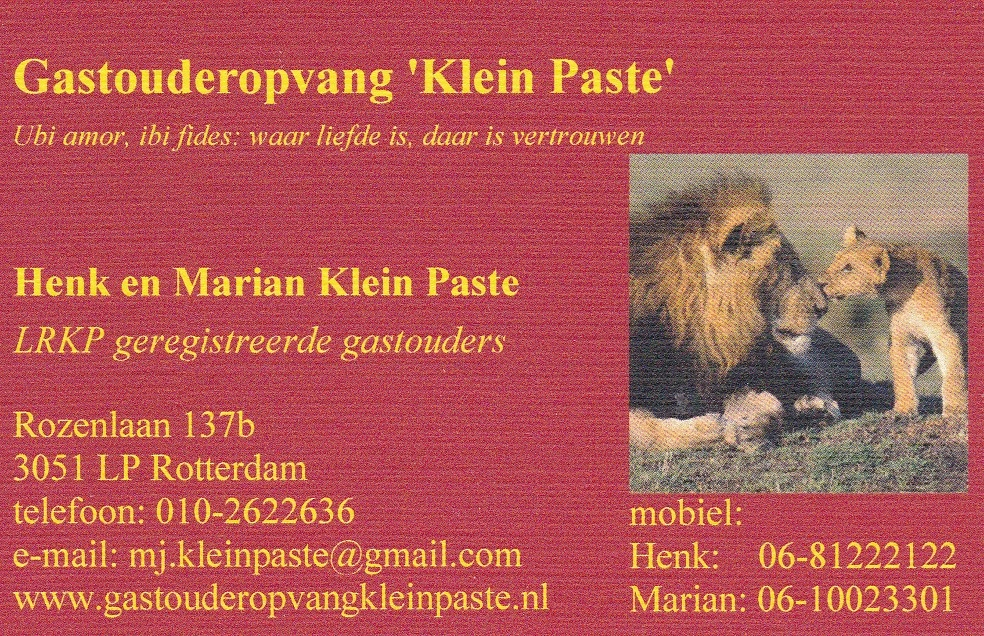 Gastouderopvang 'Klein Paste'
Ubi amor, ibi fides: waar liefde is, daar is vertrouwen
Henk en Marian Klein Paste
LRKP geregistreerde gastouders
Rozenlaan 137b
3051 LP Rotterdam
telefoon: 010-2622636
e-mail: mj.kleinpaste@gmail.com
www.gastouderopvangkleinpaste.nl
mobiel:
Henk: 06-81222122
Marian: 06-10023301